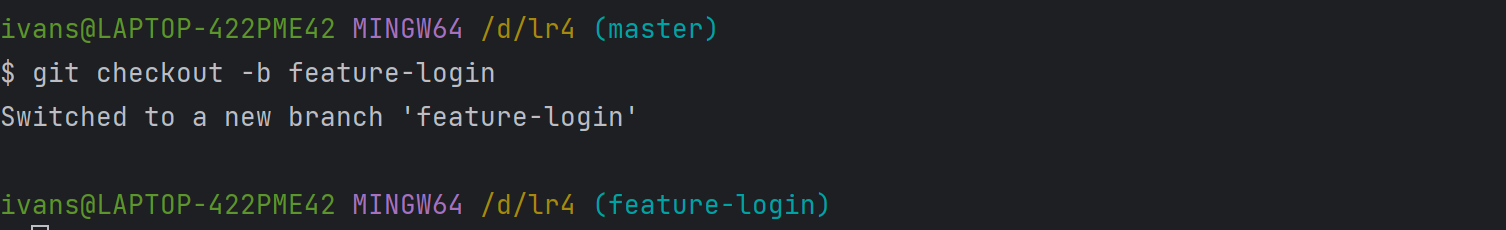 ivans@LAPTOP-422PME42 MINGW64 /d/lr4 (master)
$ git checkout -b feature-login
Switched to a new branch 'feature-login'
ivans@LAPTOP-422PME42 MINGW64 /d/lr4 (feature-login)